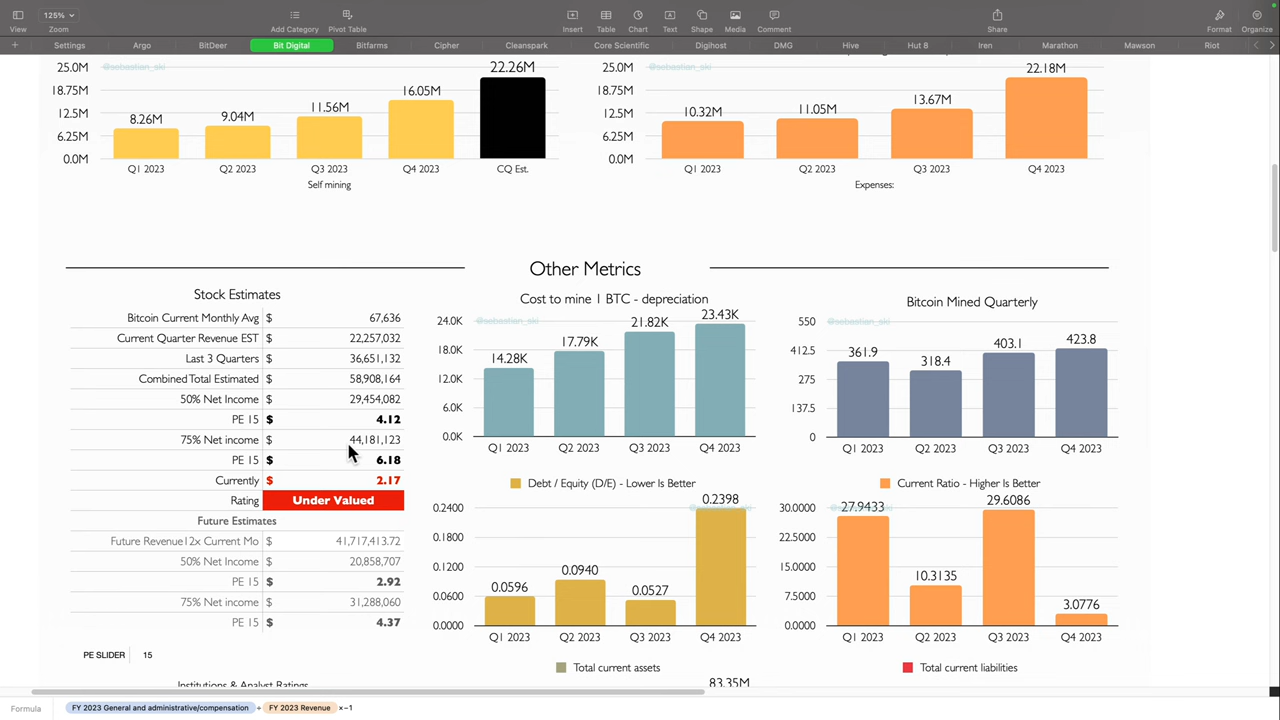 125%
View
Zoom
Add Category
Pivot Table
Insert
Table
Chart
Text
Shape
Media
Comment
Share
Format
Organize
+
Settings
Argo
BitDeer
Bit Digital
Bitfarms
Cipher
Cleanspark
Core Scientific
Digihost
DMG
Hive
Hut 8
Iren
Marathon
Mawson
Riot
@sebastian_ski
25.0M
18.75M
12.5M
6.25M
0.0M
8.26M
9.04M
11.56M
16.05M
22.26M
Q1 2023
Q2 2023
Q3 2023
Q4 2023
CQ Est.
Self mining
@sebastian_ski
25.0M
18.75M
12.5M
6.25M
0.0M
10.32M
11.05M
13.67M
22.18M
Q1 2023
Q2 2023
Q3 2023
Q4 2023
Expenses:
Other Metrics
Stock Estimates
Bitcoin Current Monthly Avg $ 67,636
Current Quarter Revenue EST $ 22,257,032
Last 3 Quarters $ 36,651,132
Combined Total Estimated $ 58,908,164
50% Net Income $ 29,454,082
PE 15 $ 4.12
75% Net income $ 44,181,123
PE 15 $ 6.18
Currently $ 2.17
Rating Under Valued
Future Estimates
Future Revenue12x Current Mo $ 41,717,413.72
50% Net Income $ 20,858,707
PE 15 $ 2.92
75% Net income $ 31,288,060
PE 15 $ 4.37
PE SLIDER 15
Institutions & Analyst Ratings
Cost to mine 1 BTC - depreciation
@sebastian_ski
24.0K
18.0K
12.0K
6.0K
0.0K
14.28K
17.79K
21.82K
23.43K
Q1 2023
Q2 2023
Q3 2023
Q4 2023
Bitcoin Mined Quarterly
@sebastian_ski
550
412.5
275
137.5
0
361.9
318.4
403.1
423.8
Q1 2023
Q2 2023
Q3 2023
Q4 2023
Debt / Equity (D/E) - Lower Is Better
@sebastian_ski
0.2400
0.1800
0.1200
0.0600
0.0000
0.0596
0.0940
0.0527
0.2398
Q1 2023
Q2 2023
Q3 2023
Q4 2023
Total current assets
83.35M
Current Ratio - Higher Is Better
@sebastian_ski
30.0000
22.5000
15.0000
7.5000
0.0000
27.9433
10.3135
29.6086
3.0776
Q1 2023
Q2 2023
Q3 2023
Q4 2023
Total current liabilities
Formula
FY 2023 General and administrative/compensation ÷ FY 2023 Revenue ×−1